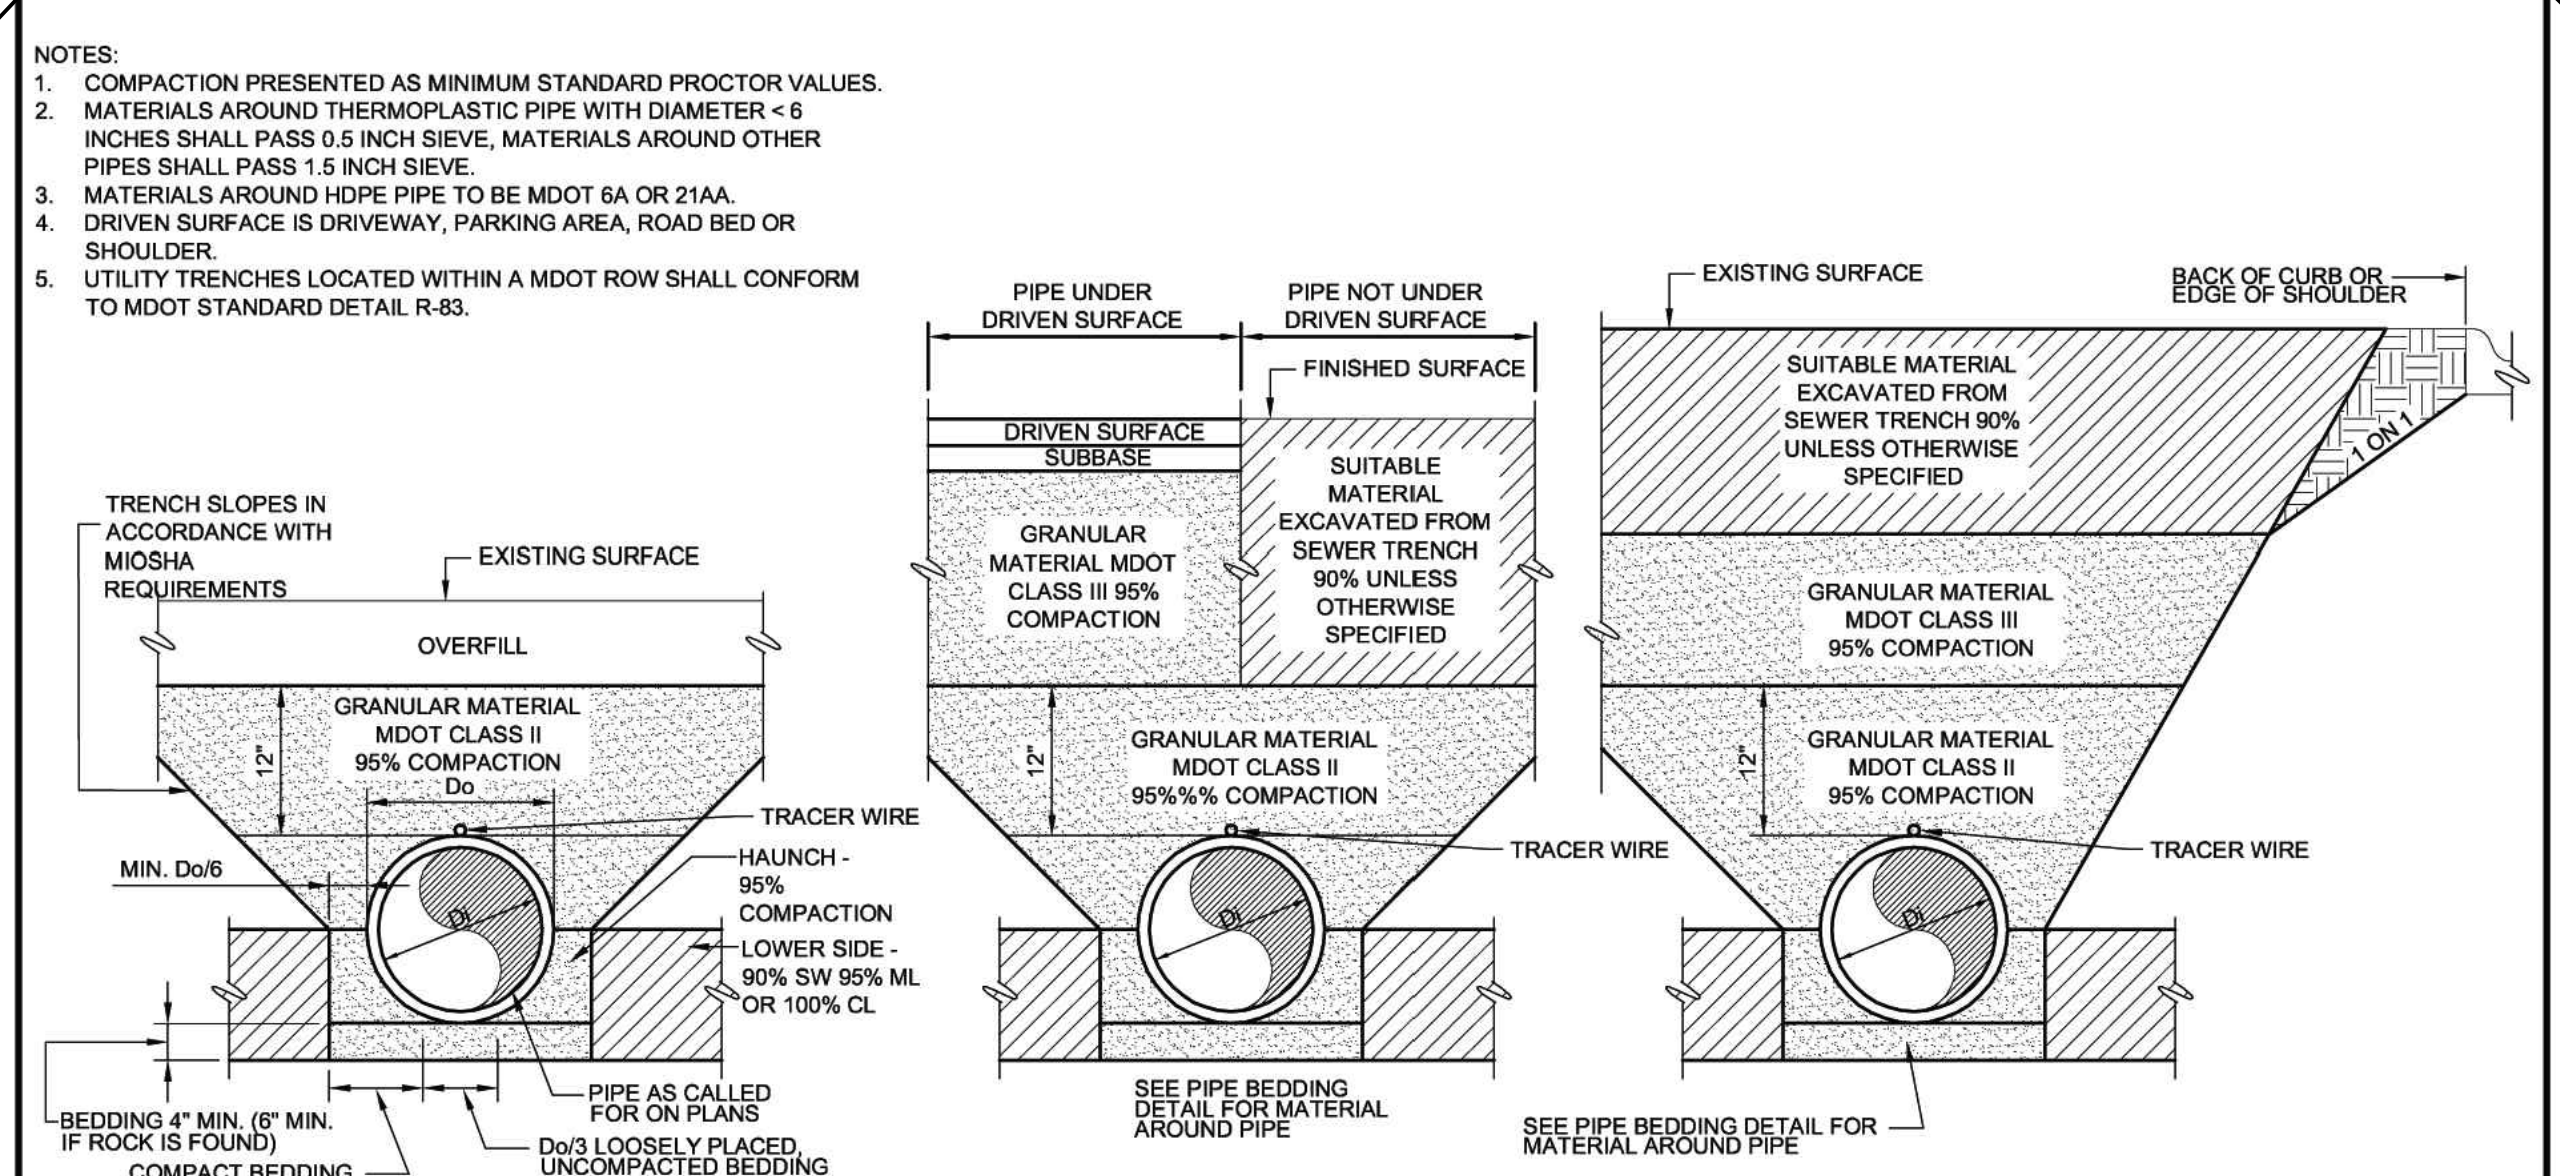 NOTES:
1. COMPACTION PRESENTED AS MINIMUM STANDARD PROCTOR VALUES.
2. MATERIALS AROUND THERMOPLASTIC PIPE WITH DIAMETER < 6
INCHES SHALL PASS 0.5 INCH SIEVE, MATERIALS AROUND OTHER
PIPES SHALL PASS 1.5 INCH SIEVE.
3. MATERIALS AROUND HDPE PIPE TO BE MDOT 6A OR 21AA.
4. DRIVEN SURFACE IS DRIVEWAY, PARKING AREA, ROAD BED OR
SHOULDER.
5. UTILITY TRENCHES LOCATED WITHIN A MDOT ROW SHALL CONFORM
TO MDOT STANDARD DETAIL R-83.
TRENCH SLOPES IN
ACCORDANCE WITH
MIOSHA
REQUIREMENTS
EXISTING SURFACE
OVERFILL
GRANULAR MATERIAL
MDOT CLASS II
95% COMPACTION
12"
Do
TRACER WIRE
MIN. Do/6
HAUNCH -
95%
COMPACTION
Di
LOWER SIDE -
90% SW 95% ML
OR 100% CL
PIPE AS CALLED
FOR ON PLANS
BEDDING 4" MIN. (6" MIN.
IF ROCK IS FOUND)
Do/3 LOOSELY PLACED,
UNCOMPACTED BEDDING
COMPACT BEDDING
PIPE UNDER
DRIVEN SURFACE
PIPE NOT UNDER
DRIVEN SURFACE
FINISHED SURFACE
DRIVEN SURFACE
SUBBASE
GRANULAR
MATERIAL MDOT
CLASS III 95%
COMPACTION
SUITABLE
MATERIAL
EXCAVATED FROM
SEWER TRENCH
90% UNLESS
OTHERWISE
SPECIFIED
12"
GRANULAR MATERIAL
MDOT CLASS II
95%%% COMPACTION
TRACER WIRE
Di
SEE PIPE BEDDING
DETAIL FOR MATERIAL
AROUND PIPE
EXISTING SURFACE
BACK OF CURB OR
EDGE OF SHOULDER
SUITABLE MATERIAL
EXCAVATED FROM
SEWER TRENCH 90%
UNLESS OTHERWISE
SPECIFIED
1 ON 1
GRANULAR MATERIAL
MDOT CLASS III
95% COMPACTION
12"
GRANULAR MATERIAL
MDOT CLASS II
95% COMPACTION
TRACER WIRE
Di
SEE PIPE BEDDING DETAIL FOR
MATERIAL AROUND PIPE